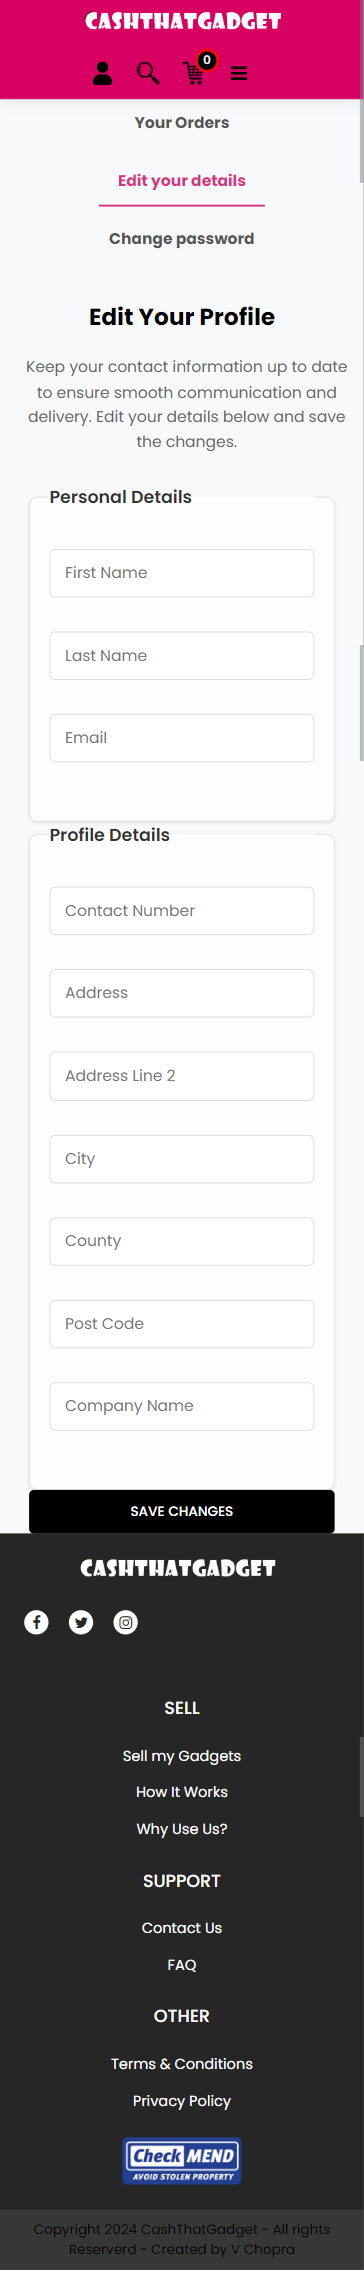 CASHTHATGADGET
0
Your Orders
Edit your details
Change password
Edit Your Profile
Keep your contact information up to date
to ensure smooth communication and
delivery. Edit your details below and save
the changes.
Personal Details
First Name
Last Name
Email
Profile Details
Contact Number
Address
Address Line 2
City
County
Post Code
Company Name
SAVE CHANGES
CASHTHATGADGET
SELL
Sell my Gadgets
How It Works
Why Use Us?
SUPPORT
Contact Us
FAQ
OTHER
Terms & Conditions
Privacy Policy
Check MEND
AVOID STOLEN PROPERTY
Copyright 2024 CashThatGadget - All rights
Reserverd - Created by V Chopra